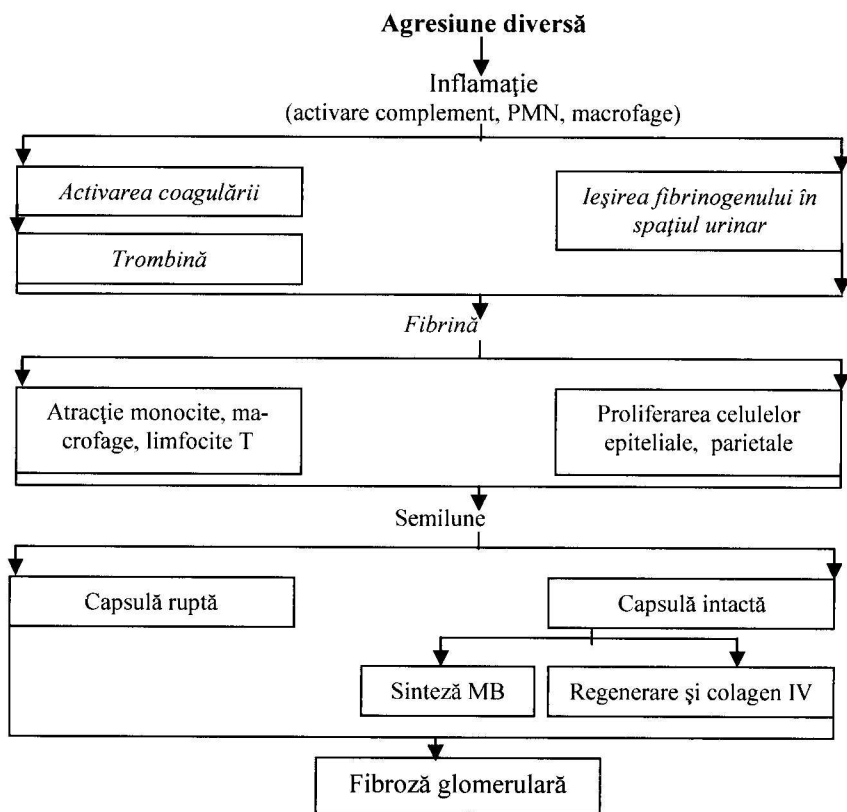 Agresiune diversă
Inflamaţie
(activare complement, PMN, macrofage)
Activarea coagulării
Ieşirea fibrinogenului în
spaţiul urinar
Trombină
Fibrină
Atracţie monocite, ma-
crofage, limfocite T
Proliferarea celulelor
epiteliale, parietale
Semilune
Capsulă ruptă
Capsulă intactă
Sinteză MB
Regenerare şi colagen IV
Fibroză glomerulară